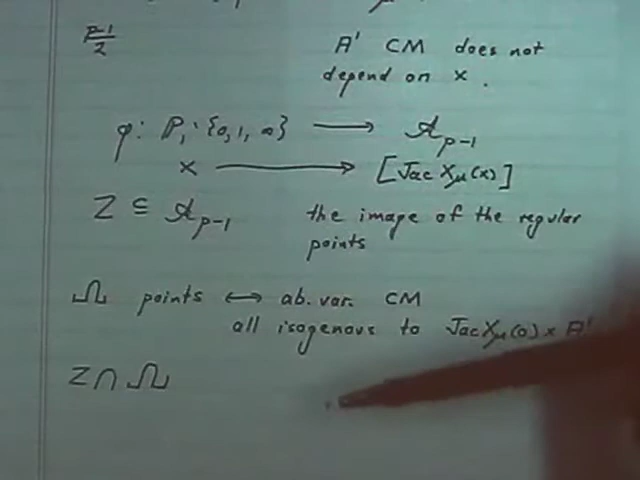 p-1/2
A' CM does not
depend on x.
φ: ℙ₁∖{0,1,∞} ⟶ 𝒜_{p-1}
x ⟶ [Jac X_μ(x)]
Z ⊆ 𝒜_{p-1} the image of the regular
points
Ω points ⟷ ab. var. CM
all isogenous to Jac X_μ(0) x A'
Z ∩ Ω